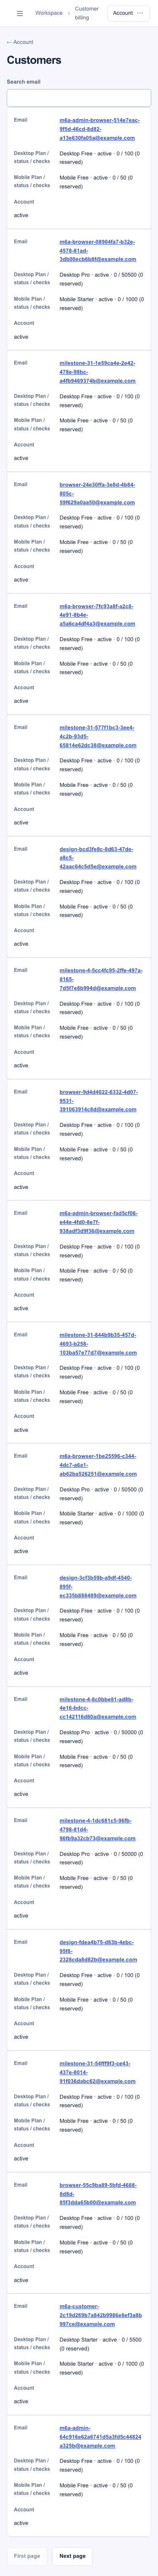 Workspace › Customer billing Account ···
← Account
Customers
Search email
Email m6a-admin-browser-514e7eac-
9f5d-46cd-8d82-
a13e630fa05a@example.com
Desktop Plan / status / checks Desktop Free · active · 0 / 100 (0 reserved)
Mobile Plan / status / checks Mobile Free · active · 0 / 50 (0 reserved)
Account
active
Email m6a-browser-08904fa7-b32e-
4578-81ad-
3db00ecb6b8f@example.com
Desktop Plan / status / checks Desktop Pro · active · 0 / 50500 (0 reserved)
Mobile Plan / status / checks Mobile Starter · active · 0 / 1000 (0 reserved)
Account
active
Email milestone-31-1e59ca4e-2e42-
478e-98bc-
a4fb9469374b@example.com
Desktop Plan / status / checks Desktop Free · active · 0 / 100 (0 reserved)
Mobile Plan / status / checks Mobile Free · active · 0 / 50 (0 reserved)
Account
active
Email browser-24e30ffa-3e8d-4b84-
805c-
59f629a0aa50@example.com
Desktop Plan / status / checks Desktop Free · active · 0 / 100 (0 reserved)
Mobile Plan / status / checks Mobile Free · active · 0 / 50 (0 reserved)
Account
active
Email m6a-browser-7fc93a8f-a2c8-
4e91-8b4e-
a5a6ca4df4a3@example.com
Desktop Plan / status / checks Desktop Free · active · 0 / 100 (0 reserved)
Mobile Plan / status / checks Mobile Free · active · 0 / 50 (0 reserved)
Account
active
Email milestone-31-577f1bc3-3ee4-
4c2b-93d5-
65814e62dc38@example.com
Desktop Plan / status / checks Desktop Free · active · 0 / 100 (0 reserved)
Mobile Plan / status / checks Mobile Free · active · 0 / 50 (0 reserved)
Account
active
Email design-bcd3fe8c-8d63-47de-
a8c5-
42aac64c5d5e@example.com
Desktop Plan / status / checks Desktop Free · active · 0 / 100 (0 reserved)
Mobile Plan / status / checks Mobile Free · active · 0 / 50 (0 reserved)
Account
active
Email milestone-4-5cc4fc95-2ffe-497a-
8165-
7d5f7e8b994d@example.com
Desktop Plan / status / checks Desktop Free · active · 0 / 100 (0 reserved)
Mobile Plan / status / checks Mobile Free · active · 0 / 50 (0 reserved)
Account
active
Email browser-9d4d4022-6332-4d07-
9531-
391063914c8d@example.com
Desktop Plan / status / checks Desktop Free · active · 0 / 100 (0 reserved)
Mobile Plan / status / checks Mobile Free · active · 0 / 50 (0 reserved)
Account
active
Email m6a-admin-browser-fad5cf06-
e44e-4fd0-8e7f-
938adf3d9f36@example.com
Desktop Plan / status / checks Desktop Free · active · 0 / 100 (0 reserved)
Mobile Plan / status / checks Mobile Free · active · 0 / 50 (0 reserved)
Account
active
Email milestone-31-844b9b35-457d-
4693-b258-
103ba57e77d7@example.com
Desktop Plan / status / checks Desktop Free · active · 0 / 100 (0 reserved)
Mobile Plan / status / checks Mobile Free · active · 0 / 50 (0 reserved)
Account
active
Email m6a-browser-1be25596-c344-
4dc7-a6a1-
ab62ba526251@example.com
Desktop Plan / status / checks Desktop Pro · active · 0 / 50500 (0 reserved)
Mobile Plan / status / checks Mobile Starter · active · 0 / 1000 (0 reserved)
Account
active
Email design-3cf3b59b-a9df-4540-
895f-
ec335b888489@example.com
Desktop Plan / status / checks Desktop Free · active · 0 / 100 (0 reserved)
Mobile Plan / status / checks Mobile Free · active · 0 / 50 (0 reserved)
Account
active
Email milestone-4-8c0bbe81-ad8b-
4e16-bdcc-
cc142116d80a@example.com
Desktop Plan / status / checks Desktop Pro · active · 0 / 50000 (0 reserved)
Mobile Plan / status / checks Mobile Free · active · 0 / 50 (0 reserved)
Account
active
Email milestone-4-1dc681c5-96fb-
4798-81d4-
96fb9a32cb73@example.com
Desktop Plan / status / checks Desktop Pro · active · 0 / 50000 (0 reserved)
Mobile Plan / status / checks Mobile Free · active · 0 / 50 (0 reserved)
Account
active
Email design-fdea4b75-d83b-4ebc-
95f8-
2328cda8d82b@example.com
Desktop Plan / status / checks Desktop Free · active · 0 / 100 (0 reserved)
Mobile Plan / status / checks Mobile Free · active · 0 / 50 (0 reserved)
Account
active
Email milestone-31-54fff9f3-ce43-
437e-8014-
91f036dabc62@example.com
Desktop Plan / status / checks Desktop Free · active · 0 / 100 (0 reserved)
Mobile Plan / status / checks Mobile Free · active · 0 / 50 (0 reserved)
Account
active
Email browser-55c9ba89-5bfd-4688-
8d8d-
85f3dda65b00@example.com
Desktop Plan / status / checks Desktop Free · active · 0 / 100 (0 reserved)
Mobile Plan / status / checks Mobile Free · active · 0 / 50 (0 reserved)
Account
active
Email m6a-customer-
2c19d269b7a842b9986e8ef3a8b
997ce@example.com
Desktop Plan / status / checks Desktop Starter · active · 0 / 5500 (0 reserved)
Mobile Plan / status / checks Mobile Starter · active · 0 / 1000 (0 reserved)
Account
active
Email m6a-admin-
64c916e62a6741d5a3fd5c44824
a325b@example.com
Desktop Plan / status / checks Desktop Free · active · 0 / 100 (0 reserved)
Mobile Plan / status / checks Mobile Free · active · 0 / 50 (0 reserved)
Account
active
First page Next page